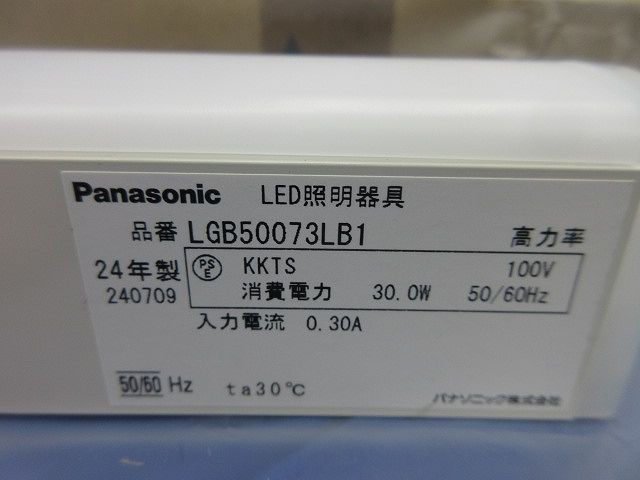 Panasonic LED照明器具
品番 LGB50073LB1 高力率
24年製 PSE KKTS 100V
240709 消費電力 30.0W 50/60Hz
入力電流 0.30A
50/60 Hz ta30℃ パナソニック株式会社